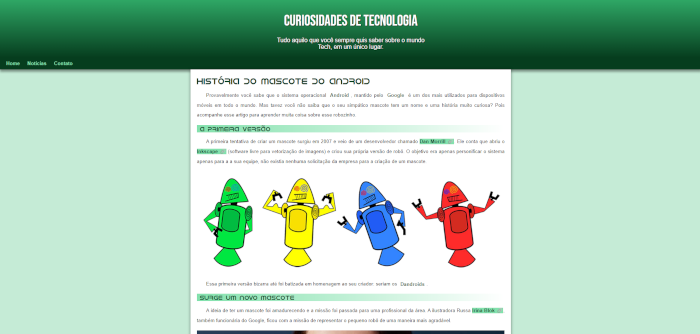 CURIOSIDADES DE TECNOLOGIA
Tudo aquilo que você sempre quis saber sobre o mundo
Tech, em um único lugar.
Home Notícias Contato
HISTÓRIA DO MASCOTE DO ANDROID
Provavelmente você sabe que o sistema operacional Android, mantido pelo Google é um dos mais utilizados para dispositivos
móveis em todo o mundo. Mas talvez você não saiba que o seu simpático mascote tem um nome e uma história muito curiosa? Pois
acompanhe esse artigo para aprender muita coisa sobre esse robozinho.
A PRIMEIRA VERSÃO
A primeira tentativa de criar um mascote surgiu em 2007 e veio de um desenvolvedor chamado Dan Morrill. Ele conta que abriu o
Inkscape (software livre para vetorização de imagens) e criou sua própria versão de robô. O objetivo era apenas personificar o sistema
apenas para a a sua equipe, não existia nenhuma solicitação da empresa para a criação de um mascote.
Essa primeira versão bizarra até foi batizada em homenagem ao seu criador: seriam os Dandroids
SURGE UM NOVO MASCOTE
A ideia de ter um mascote foi amadurecendo e a missão foi passada para uma profissional da área. A ilustradora Russa Irina Blok,
também funcionária do Google, ficou com a missão de representar o pequeno robô de uma maneira mais agradável.